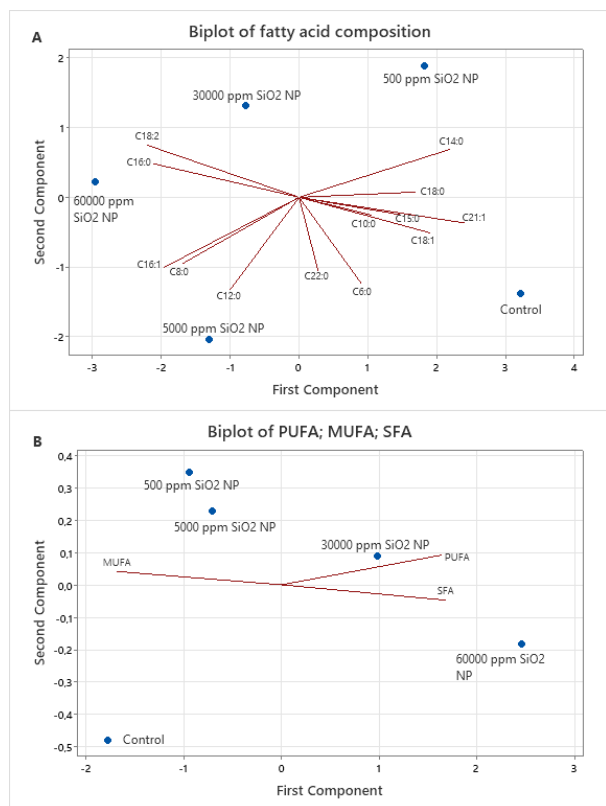 A
Biplot of fatty acid composition
2
1
0
-1
-2
Second Component
500 ppm SiO2 NP
30000 ppm SiO2 NP
C18:2
C14:0
C16:0
60000 ppm
SiO2 NP
C18:0
C10:0
C15:0
C21:1
C18:1
C16:1
C8:0
C12:0
C22:0
C6:0
Control
5000 ppm SiO2 NP
-3 -2 -1 0 1 2 3 4
First Component
B
Biplot of PUFA; MUFA; SFA
0,4
0,3
0,2
0,1
0,0
-0,1
-0,2
-0,3
-0,4
-0,5
Second Component
500 ppm SiO2 NP
5000 ppm SiO2 NP
30000 ppm SiO2 NP
MUFA
PUFA
SFA
60000 ppm SiO2
NP
Control
-2 -1 0 1 2 3
First Component